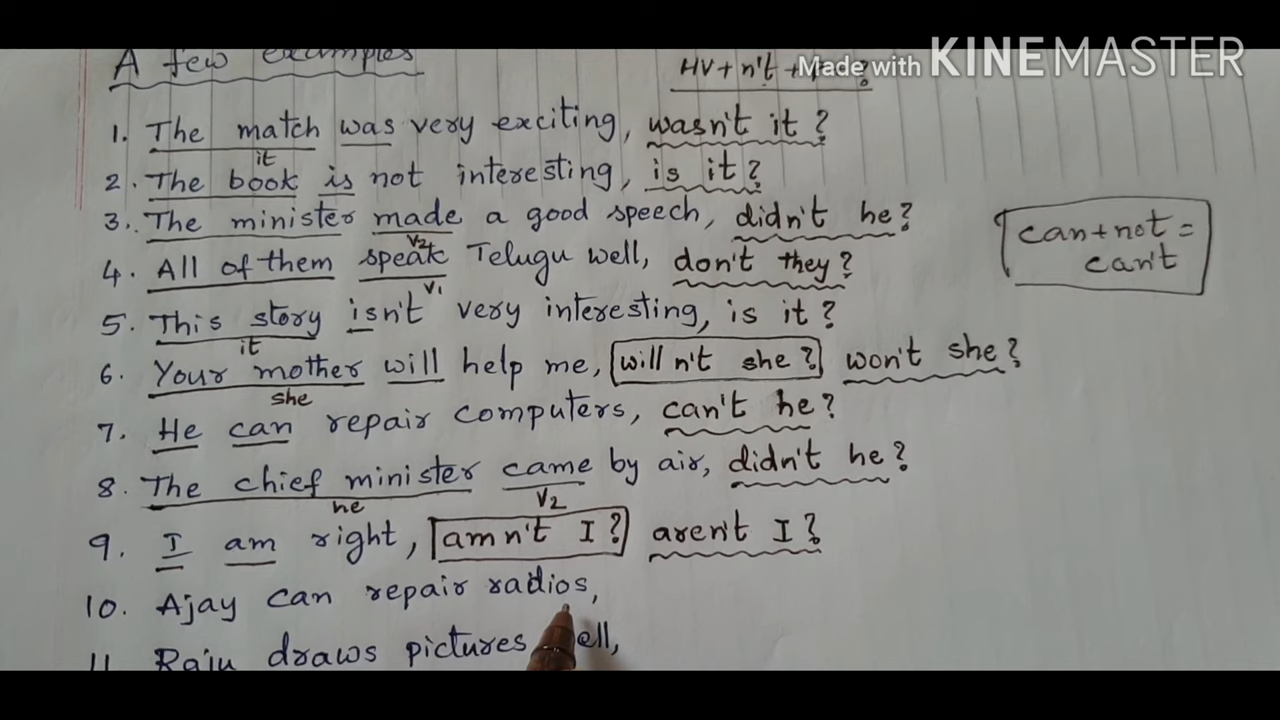 A few examples
HV + n't + ?
Made with KINEMASTER
1. The match was very exciting, wasn't it?
it
2. The book is not interesting, is it?
3. The minister made a good speech, didn't he?
V2
4. All of them speak Telugu well, don't they?
V1
can + not =
can't
5. This story isn't very interesting, is it?
it
6. Your mother will help me, will n't she? won't she?
she
7. He can repair computers, can't he?
8. The chief minister came by air, didn't he?
he V2
9. I am right, amn't I? aren't I?
10. Ajay can repair radios,
11. Raju draws pictures